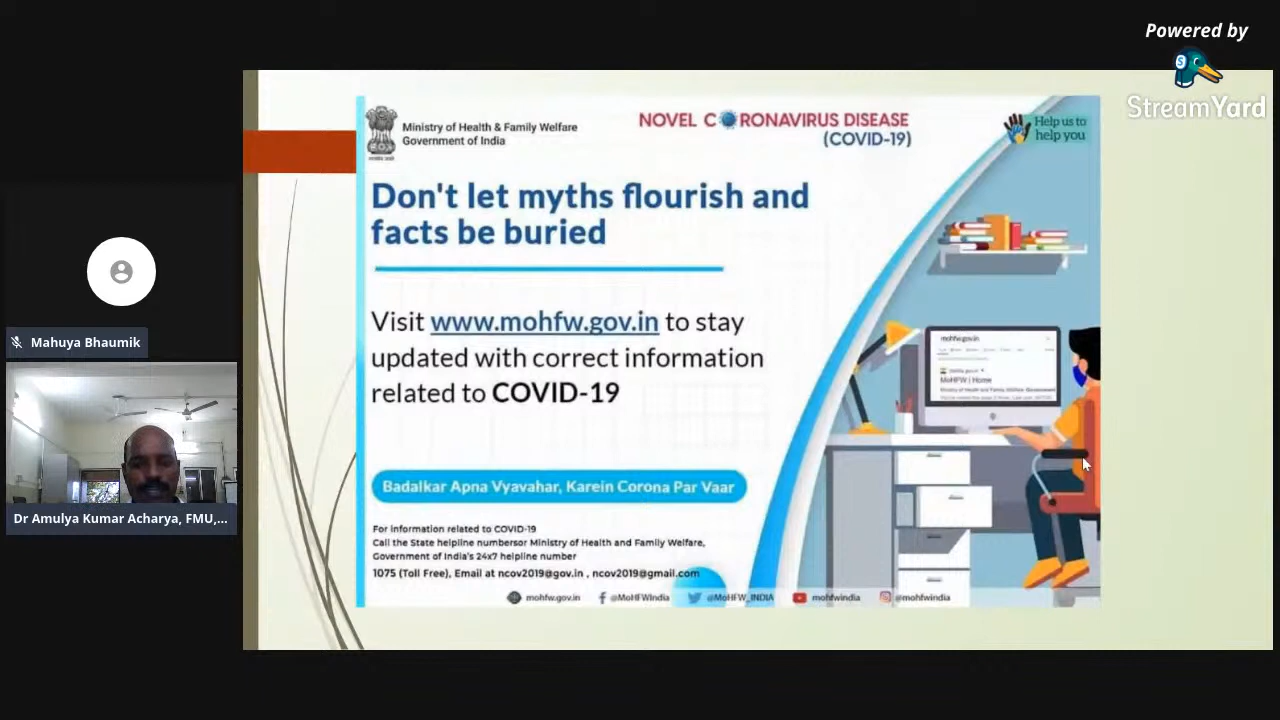 Powered by
StreamYard
Ministry of Health & Family Welfare
Government of India
NOVEL CORONAVIRUS DISEASE
(COVID-19)
Help us to
help you
Don't let myths flourish and
facts be buried
Visit www.mohfw.gov.in to stay
updated with correct information
related to COVID-19
mohfw.gov.in
MoHFW | Home
Badalkar Apna Vyavahar, Karein Corona Par Vaar
For information related to COVID-19
Call the State helpline numbersor Ministry of Health and Family Welfare,
Government of India's 24x7 helpline number
1075 (Toll Free), Email at ncov2019@gov.in , ncov2019@gmail.com
mohfw.gov.in @MoHFWIndia @MoHFW_INDIA mohfwindia @mohfwindia
Mahuya Bhaumik
Dr Amulya Kumar Acharya, FMU,...